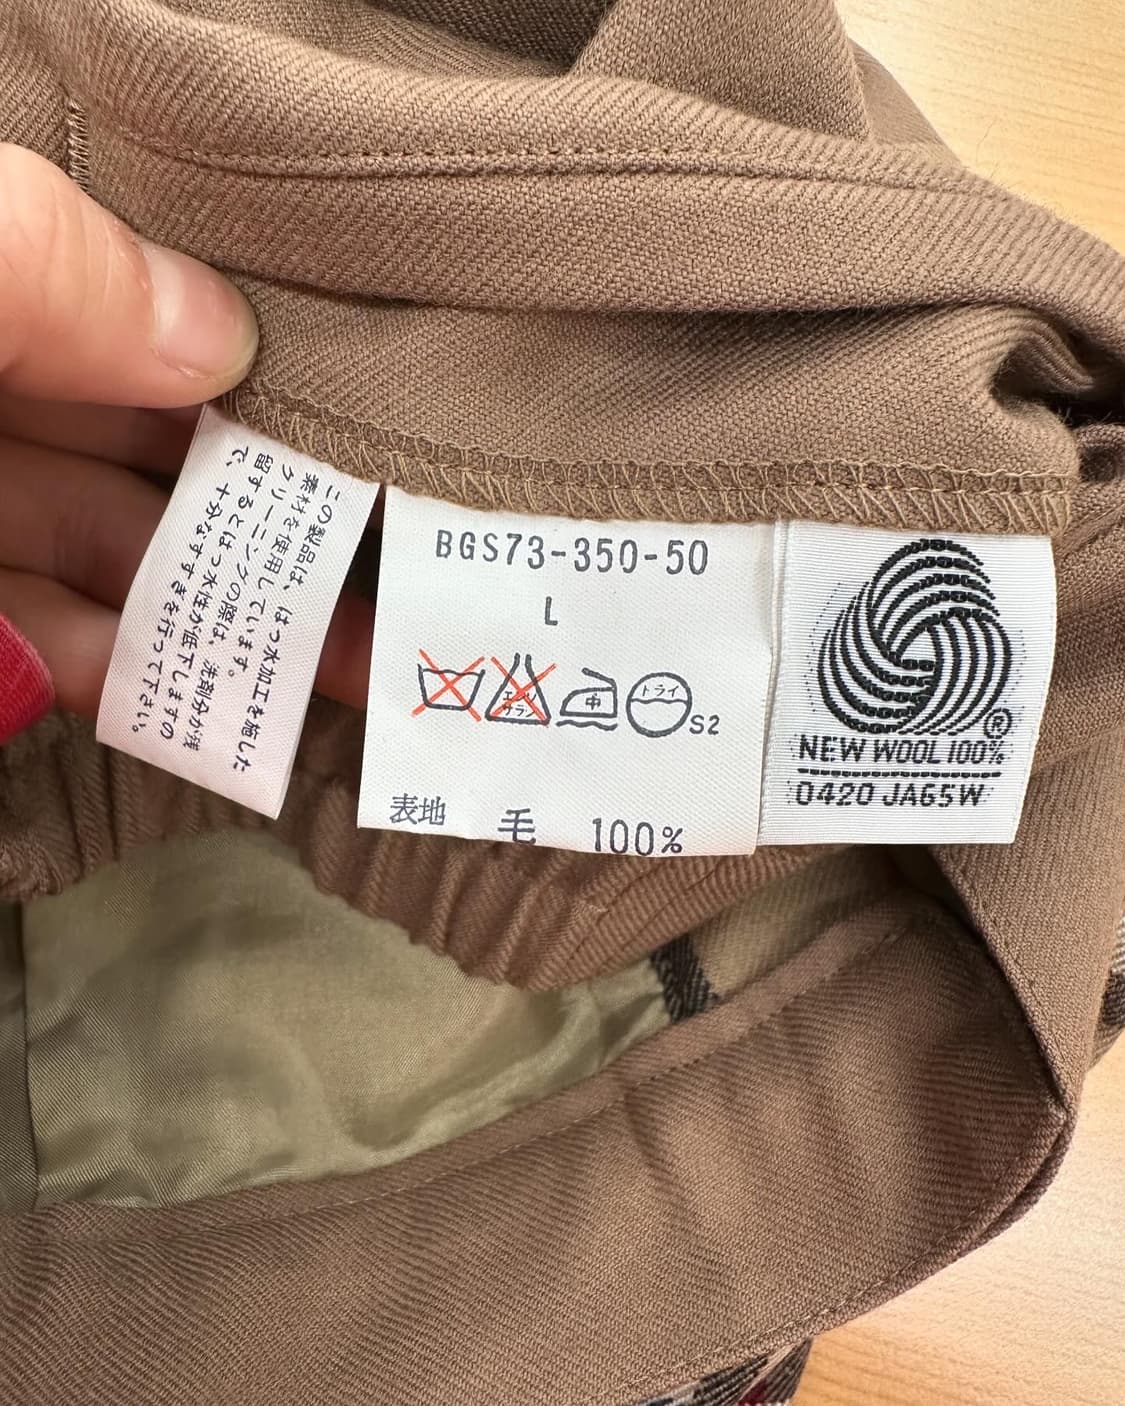 この製品は、はっ水加工を施した
素材を使用しています。
クリーニングの際は、洗剤分が残
留するとはっ水性が低下しますの
で、十分なすすぎを行って下さい。
BGS73-350-50
L
エンソ
サラシ
中
ドライ
S2
表地 毛 100%
®
NEW WOOL 100%
0420 JA65W